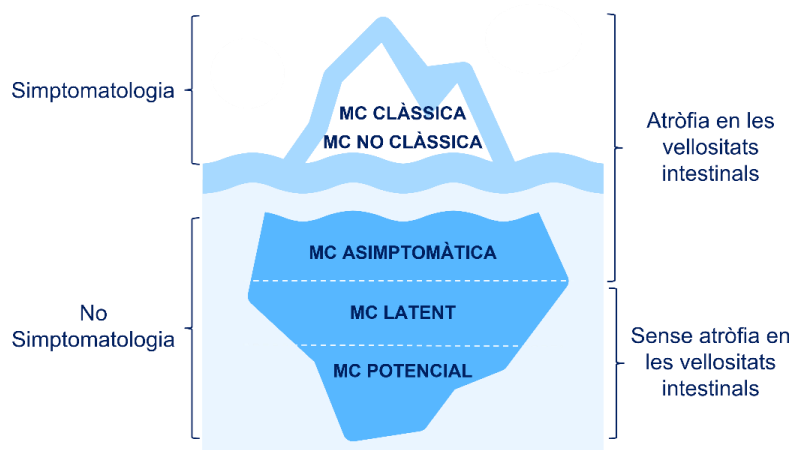 Simptomatologia
MC CLÀSSICA
MC NO CLÀSSICA
Atròfia en les
vellositats
intestinals
MC ASIMPTOMÀTICA
No
Simptomatologia
MC LATENT
MC POTENCIAL
Sense atròfia en
les vellositats
intestinals